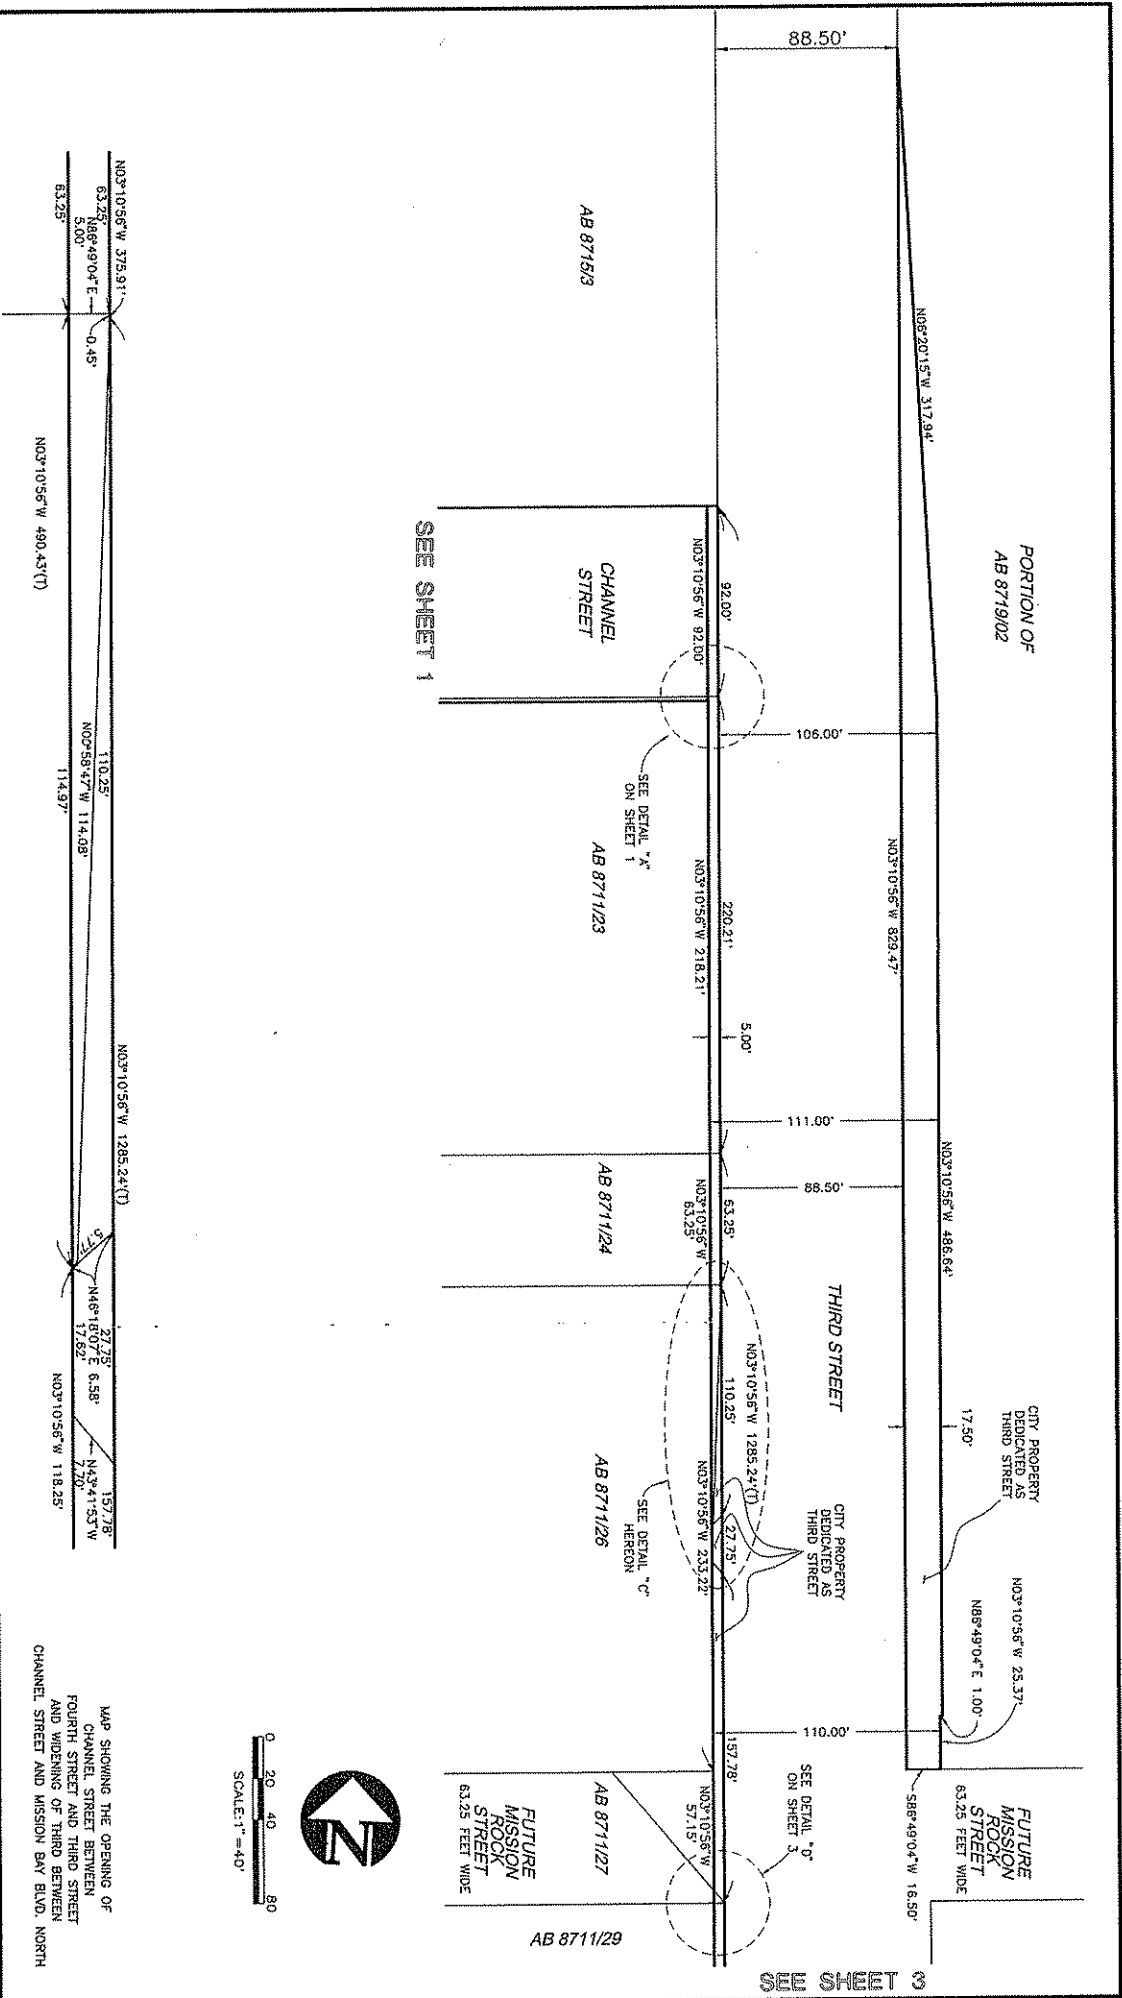 88.50'
N06°20'15"W 317.94'
PORTION OF
AB 8719/02
AB 8715/3
CHANNEL
STREET
92.00'
N03°10'56"W 92.00'
SEE SHEET 1
SEE DETAIL "A"
ON SHEET 1
106.00'
N03°10'56"W 829.47'
220.21'
N03°10'56"W 218.21'
AB 8711/23
5.00'
111.00'
N03°10'56"W 486.64'
88.50'
63.25'
N03°10'56"W
63.25'
AB 8711/24
THIRD STREET
N03°10'56"W 1285.24'(T)
110.25'
27.75'
N03°10'56"W 233.22'
SEE DETAIL "C"
HEREON
AB 8711/26
17.50'
CITY PROPERTY
DEDICATED AS
THIRD STREET
CITY PROPERTY
DEDICATED AS
THIRD STREET
N03°10'56"W 25.37'
N86°49'04"E 1.00'
110.00'
157.78'
SEE DETAIL "D"
ON SHEET 3
S86°49'04"W 16.50'
FUTURE
MISSION
ROCK
STREET
63.25 FEET WIDE
N03°10'56"W
57.15'
AB 8711/27
FUTURE
MISSION
ROCK
STREET
63.25 FEET WIDE
AB 8711/29
SEE SHEET 3
N03°10'56"W 375.91'
63.25'
N86°49'04"E
5.00'
63.25'
0.45'
N03°10'56"W 490.43'(T)
110.25'
N00°58'47"W 114.08'
114.97'
N03°10'56"W 1285.24'(T)
5.77'
27.75'
N46°18'07"E 6.58'
17.62'
157.78'
N43°41'53"W
7.70'
N03°10'56"W 118.25'
N
0 20 40 80
SCALE:1"=40'
MAP SHOWING THE OPENING OF
CHANNEL STREET BETWEEN
FOURTH STREET AND THIRD STREET
AND WIDENING OF THIRD BETWEEN
CHANNEL STREET AND MISSION BAY BLVD. NORTH